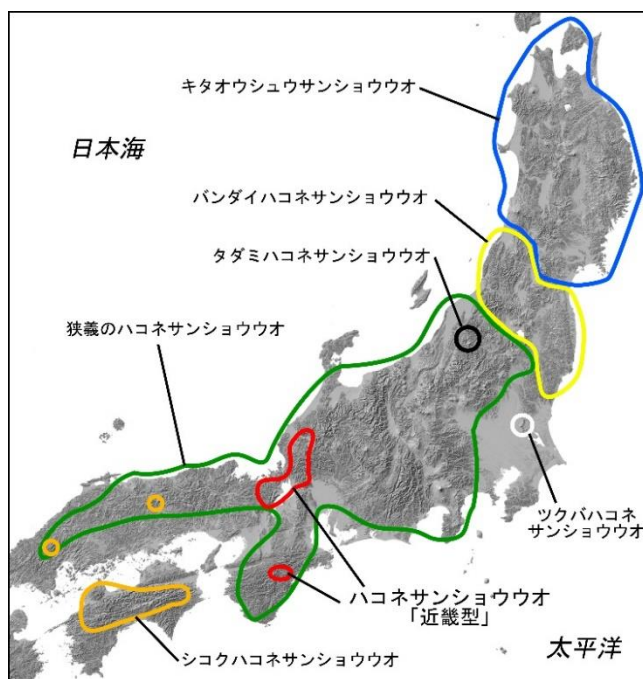 キタオウシュウサンショウウオ
日本海
バンダイハコネサンショウウオ
タダミハコネサンショウウオ
狭義のハコネサンショウウオ
ツクバハコネ
サンショウウオ
ハコネサンショウウオ
「近畿型」
シコクハコネサンショウウオ
太平洋